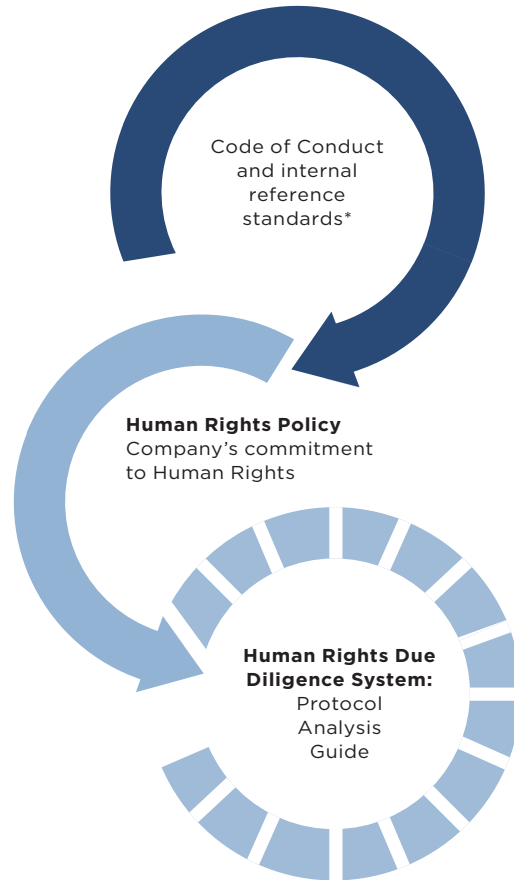 Code of Conduct
and internal
reference
standards*
Human Rights Policy
Company's commitment
to Human Rights
Human Rights Due
Diligence System:
Protocol
Analysis
Guide